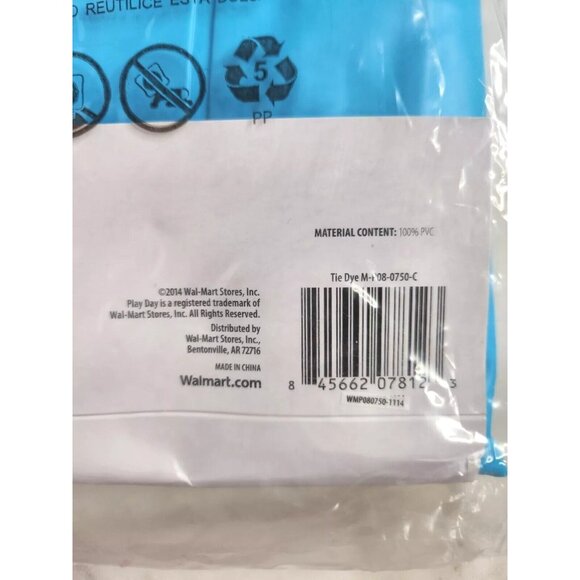 REUTILICE ESTA
5
PP
MATERIAL CONTENT: 100% PVC
Tie Dye M-P08-0750-C
©2014 Wal-Mart Stores, Inc.
Play Day is a registered trademark of
Wal-Mart Stores, Inc. All Rights Reserved.
Distributed by
Wal-Mart Stores, Inc.,
Bentonville, AR 72716
MADE IN CHINA
Walmart.com
8 45662 07812 3
WMP080750-1114